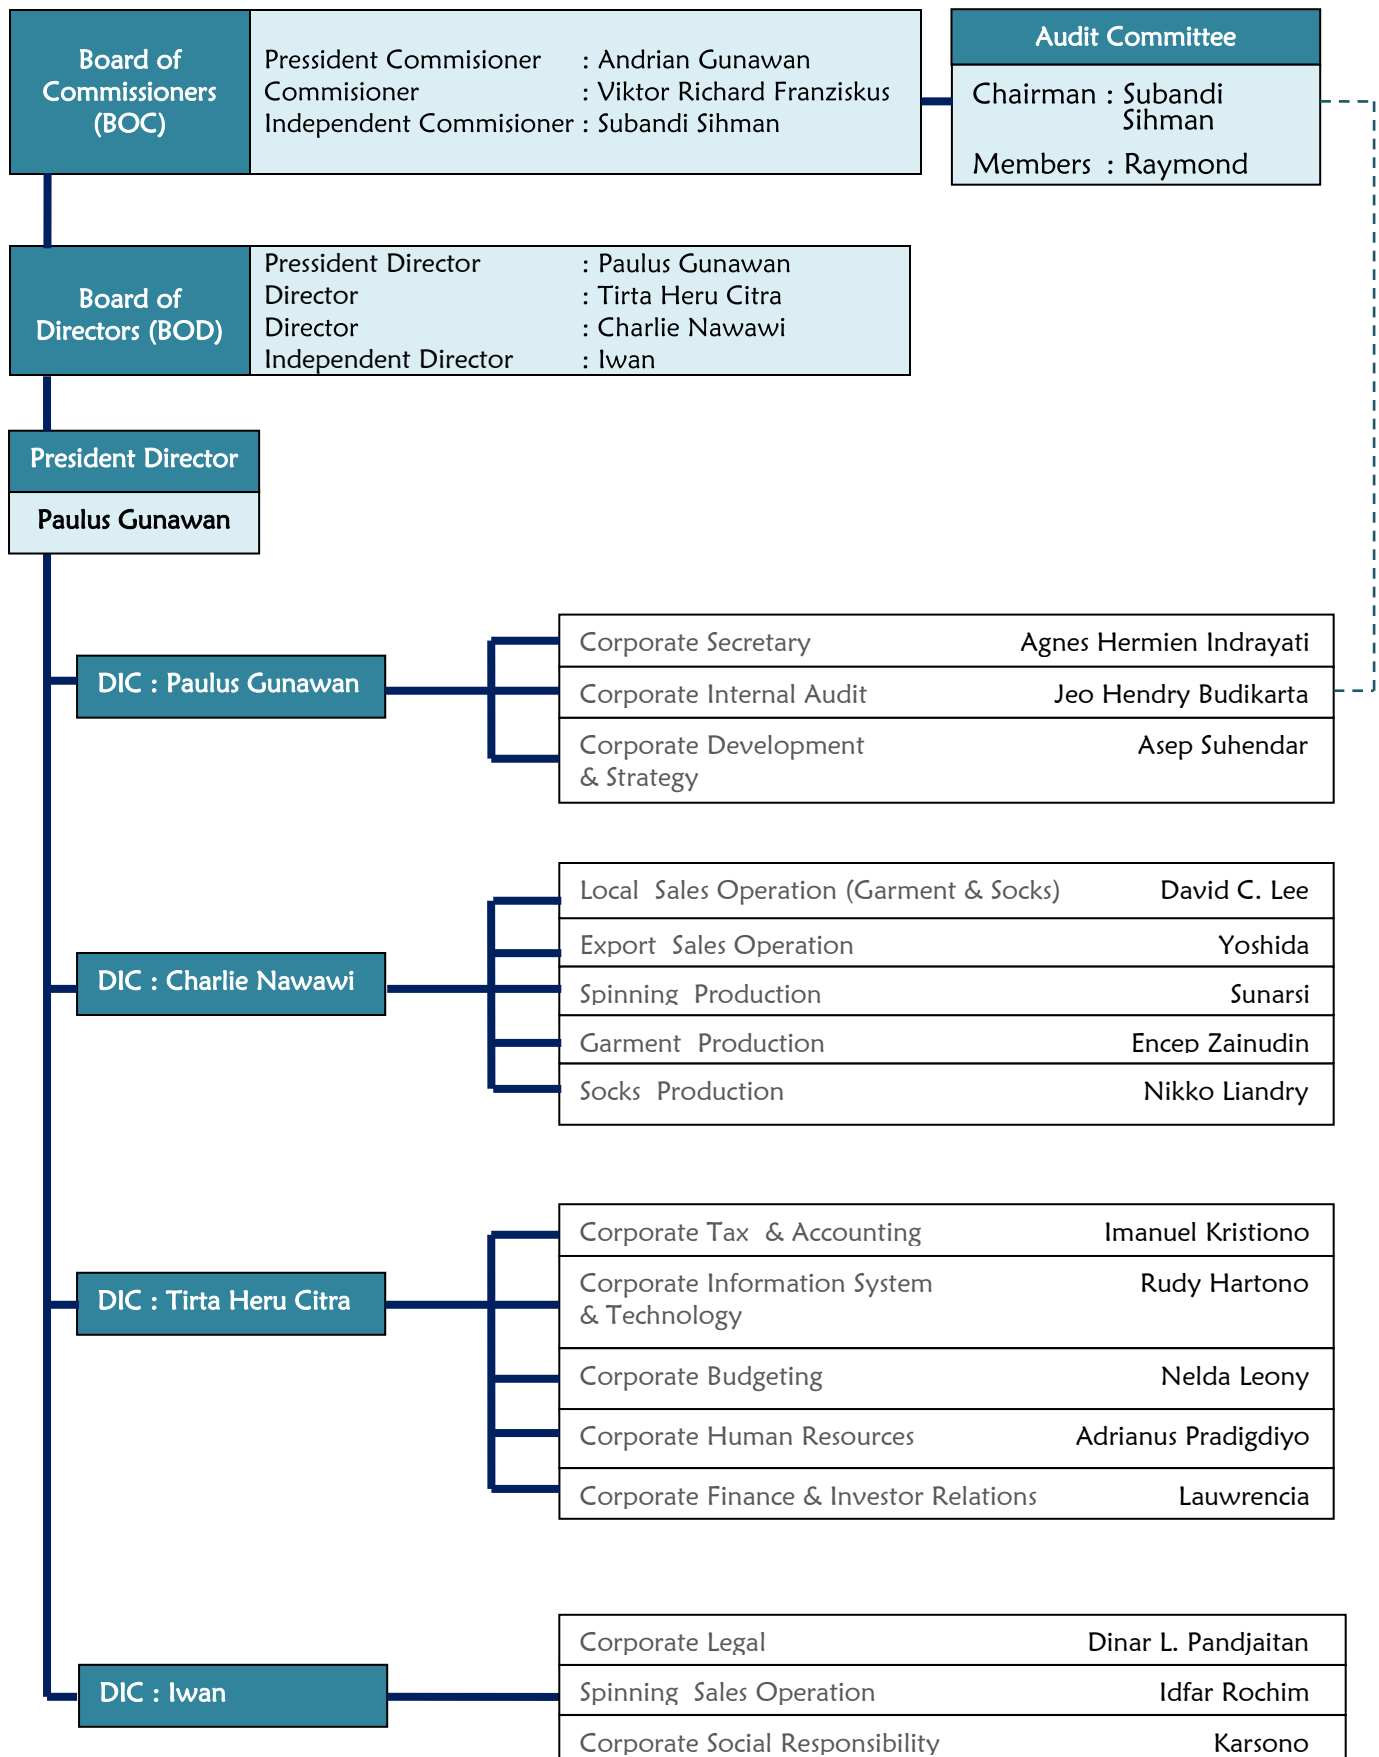 Board of
Commissioners
(BOC)
Pressident Commisioner : Andrian Gunawan
Commisioner : Viktor Richard Franziskus
Independent Commisioner : Subandi Sihman
Audit Committee
Chairman : Subandi
Sihman
Members : Raymond
Board of
Directors (BOD)
Pressident Director : Paulus Gunawan
Director : Tirta Heru Citra
Director : Charlie Nawawi
Independent Director : Iwan
President Director
Paulus Gunawan
DIC : Paulus Gunawan
Corporate Secretary Agnes Hermien Indrayati
Corporate Internal Audit Jeo Hendry Budikarta
Corporate Development Asep Suhendar
& Strategy
DIC : Charlie Nawawi
Local Sales Operation (Garment & Socks) David C. Lee
Export Sales Operation Yoshida
Spinning Production Sunarsi
Garment Production Encep Zainudin
Socks Production Nikko Liandry
DIC : Tirta Heru Citra
Corporate Tax & Accounting Imanuel Kristiono
Corporate Information System Rudy Hartono
& Technology
Corporate Budgeting Nelda Leony
Corporate Human Resources Adrianus Pradigdiyo
Corporate Finance & Investor Relations Lauwrencia
DIC : Iwan
Corporate Legal Dinar L. Pandjaitan
Spinning Sales Operation Idfar Rochim
Corporate Social Responsibility Karsono